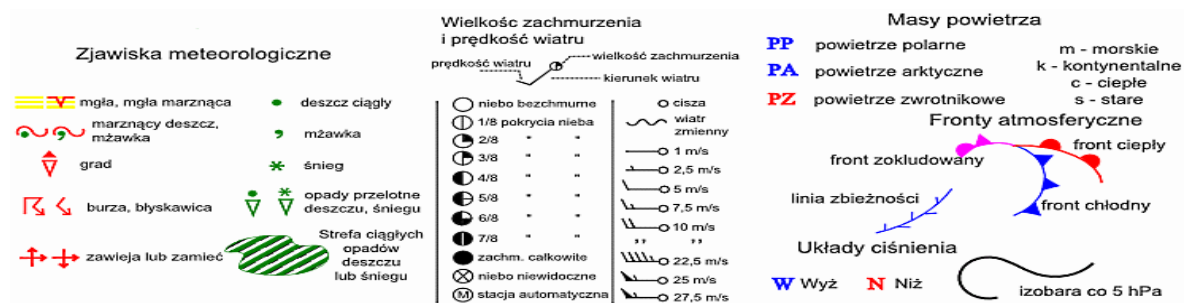 Zjawiska meteorologiczne
mgła, mgła marznąca
marznący deszcz,
mżawka
grad
burza, błyskawica
zawieja lub zamieć
deszcz ciągły
mżawka
śnieg
opady przelotne
deszczu, śniegu
Strefa ciągłych
opadów
deszczu
lub śniegu
Wielkośc zachmurzenia
i prędkość wiatru
wielkość zachmurzenia
prędkość wiatru
kierunek wiatru
niebo bezchmurne
1/8 pokrycia nieba
2/8 " "
3/8 " "
4/8 " "
5/8 " "
6/8 " "
7/8 " "
zachm. calkowite
niebo niewidoczne
M stacja automatyczna
cisza
wiatr
zmienny
1 m/s
2,5 m/s
5 m/s
7,5 m/s
10 m/s
" "
22,5 m/s
25 m/s
27,5 m/s
Masy powietrza
PP powietrze polarne
PA powietrze arktyczne
PZ powietrze zwrotnikowe
m - morskie
k - kontynentalne
c - ciepłe
s - stare
Fronty atmosferyczne
front ciepły
front zokludowany
linia zbieżności
front chłodny
Układy ciśnienia
W Wyż N Niż
izobara co 5 hPa